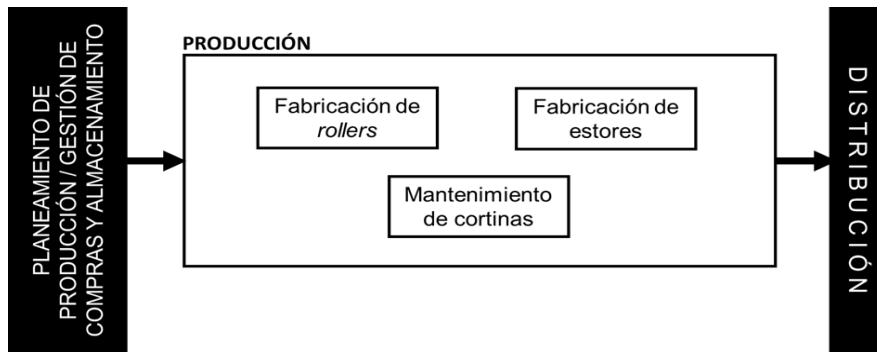 PLANEAMIENTO DE
PRODUCCIÓN / GESTIÓN DE
COMPRAS Y ALMACENAMIENTO
PRODUCCIÓN
Fabricación de
rollers
Fabricación de
estores
Mantenimiento
de cortinas
DISTRIBUCIÓN